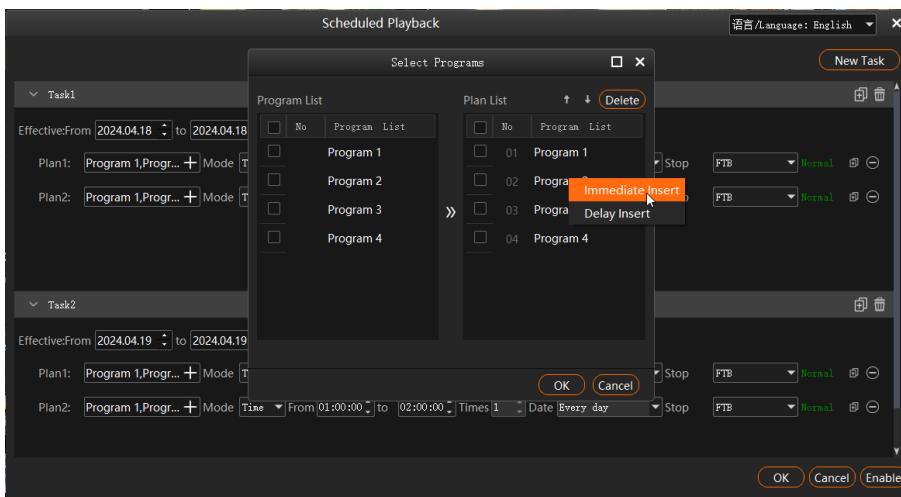 Scheduled Playback
语言/Language: English
New Task
Select Programs
Program List
Plan List
Delete
No Program List
No Program List
Program 1
Program 2
Program 3
Program 4
01 Program 1
02 Progra
03 Progra
04 Program 4
Immediate Insert
Delay Insert
OK
Cancel
Task1
Effective:From 2024.04.18 to 2024.04.18
Plan1: Program 1,Progr... Mode T Stop FTB Normal
Plan2: Program 1,Progr... Mode T FTB Normal
Task2
Effective:From 2024.04.19 to 2024.04.19
Plan1: Program 1,Progr... Mode T Stop FTB Normal
Plan2: Program 1,Progr... Mode Time From 01:00:00 to 02:00:00 Times 1 Date Every day Stop FTB Normal
OK
Cancel
Enable